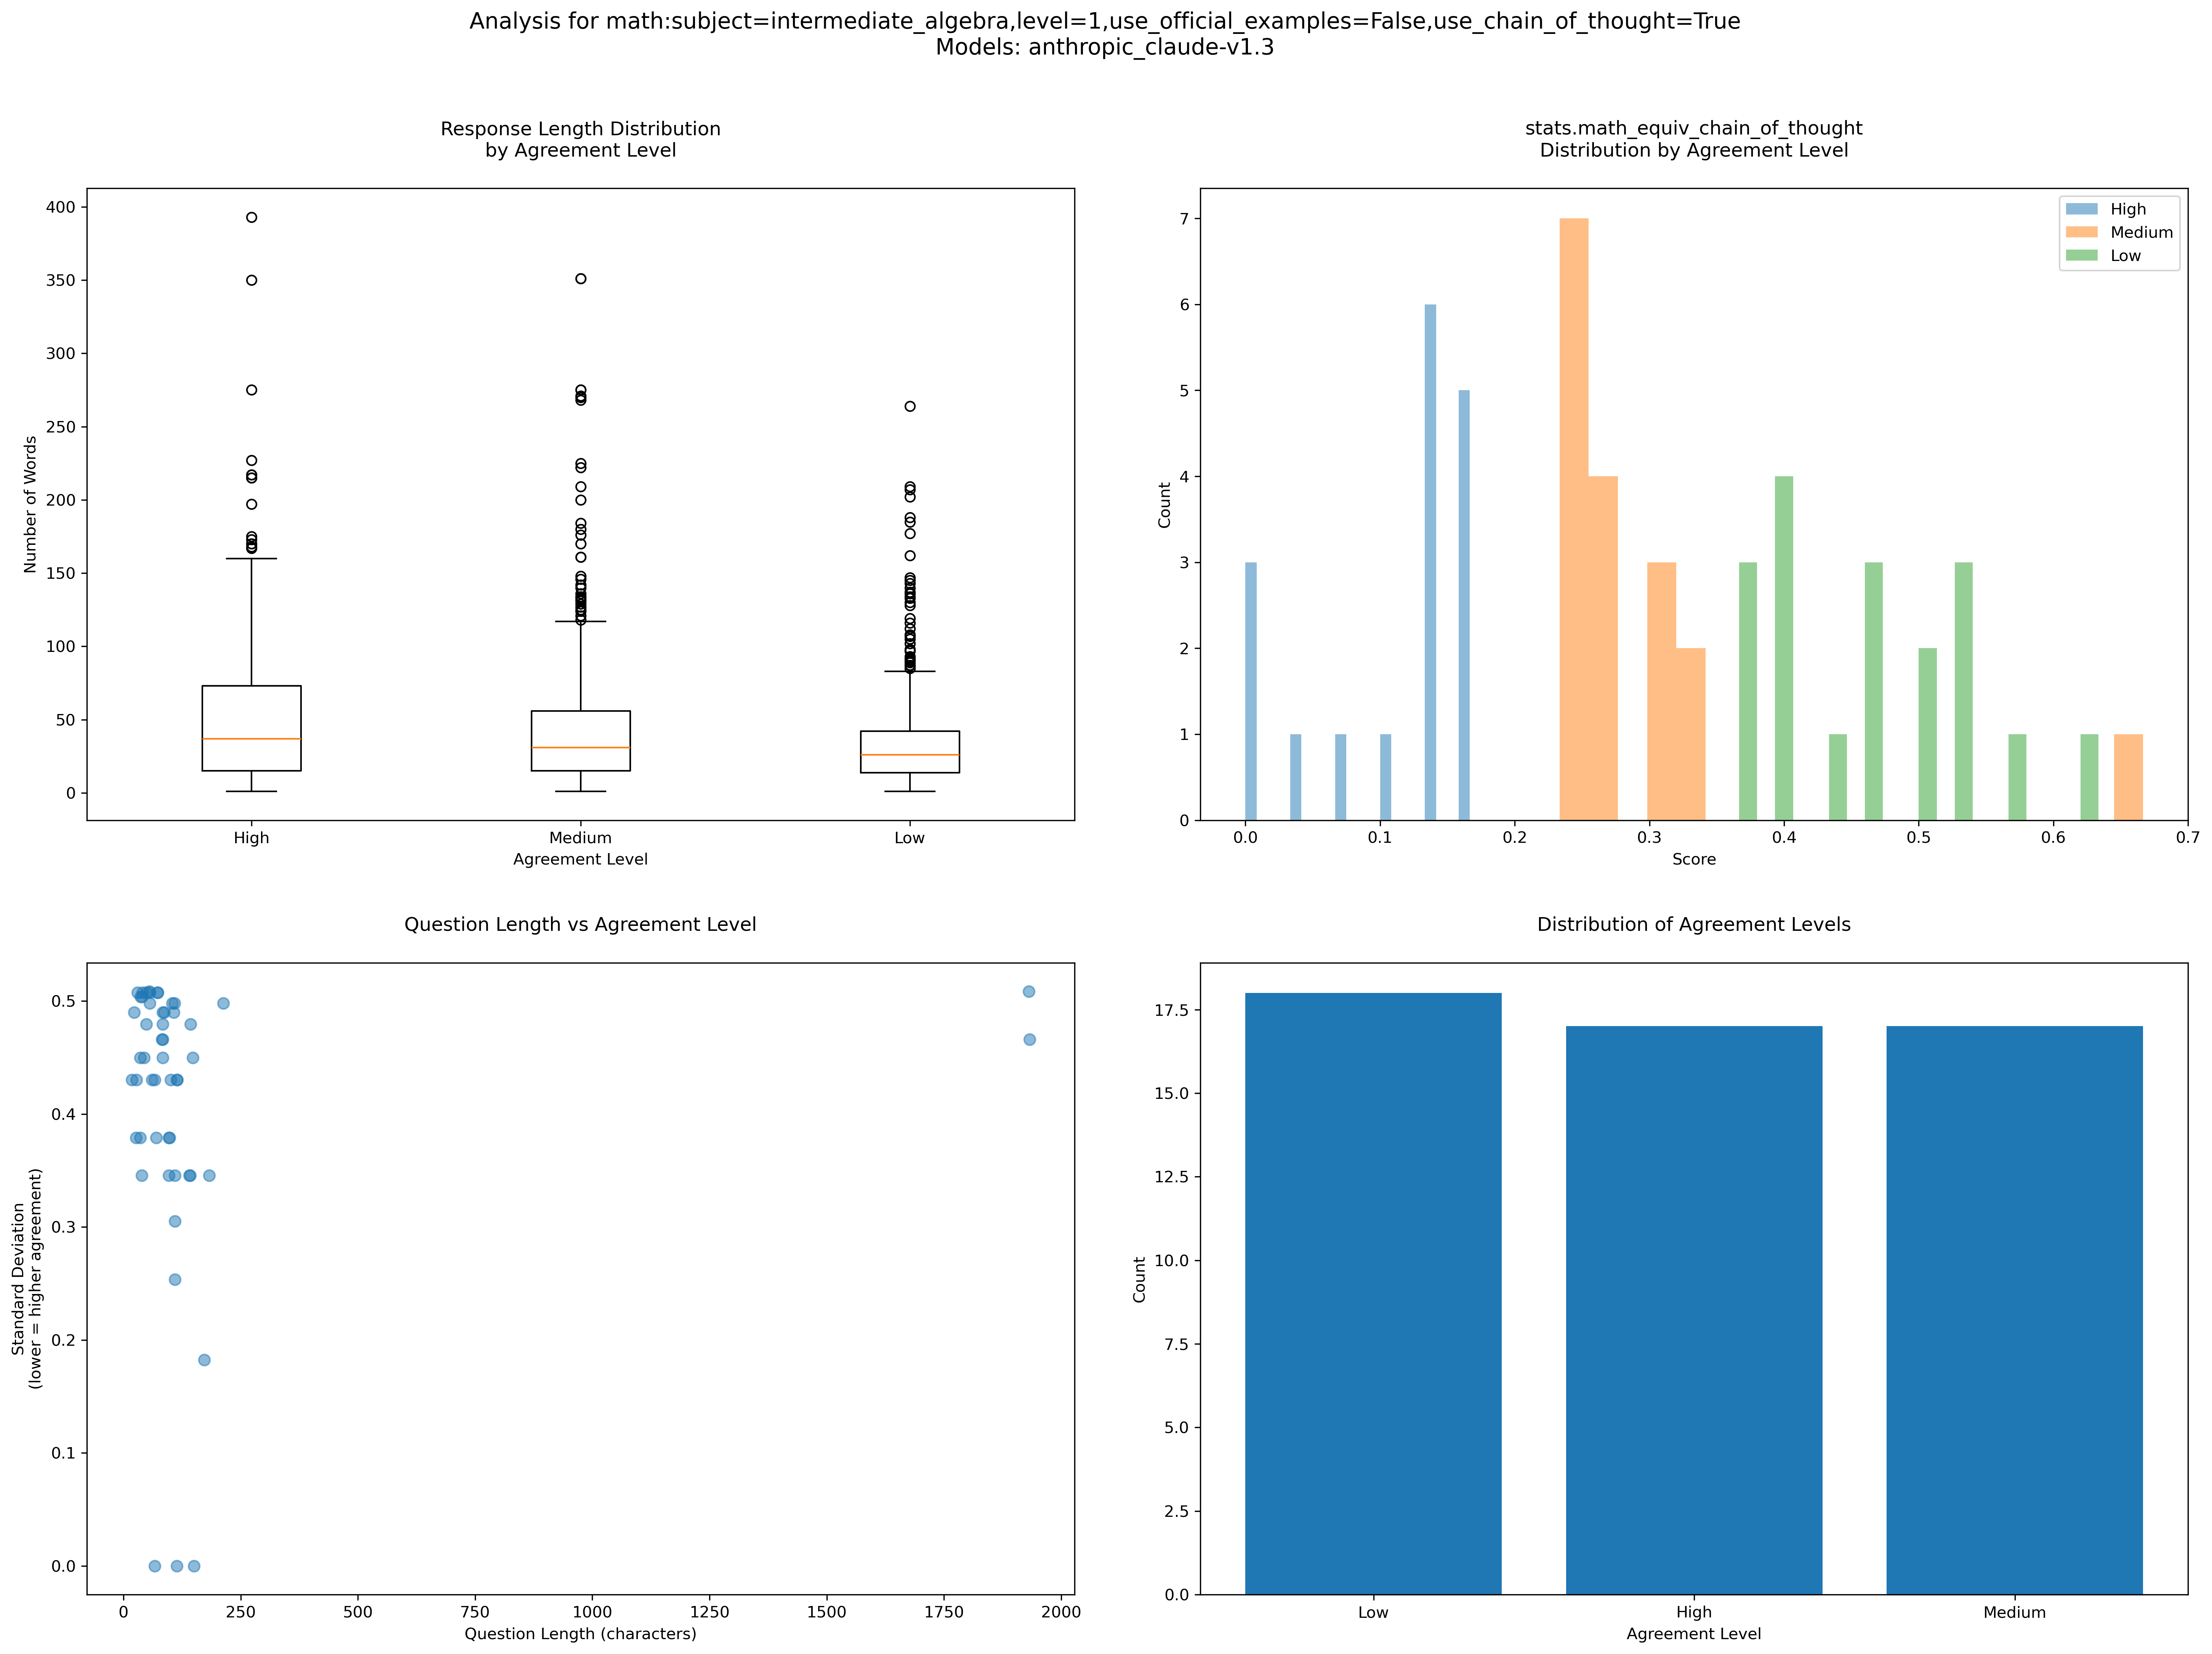 Analysis for math:subject=intermediate_algebra,level=1,use_official_examples=False,use_chain_of_thought=True
Models: anthropic_claude-v1.3
Response Length Distribution
by Agreement Level
400
350
300
250
200
150
100
50
0
Number of Words
High
Medium
Low
Agreement Level
stats.math_equiv_chain_of_thought
Distribution by Agreement Level
7
6
5
4
3
2
1
0
Count
High
Medium
Low
0.0
0.1
0.2
0.3
0.4
0.5
0.6
0.7
Score
Question Length vs Agreement Level
0.5
0.4
0.3
0.2
0.1
0.0
Standard Deviation
(lower = higher agreement)
0
250
500
750
1000
1250
1500
1750
2000
Question Length (characters)
Distribution of Agreement Levels
17.5
15.0
12.5
10.0
7.5
5.0
2.5
0.0
Count
Low
High
Medium
Agreement Level